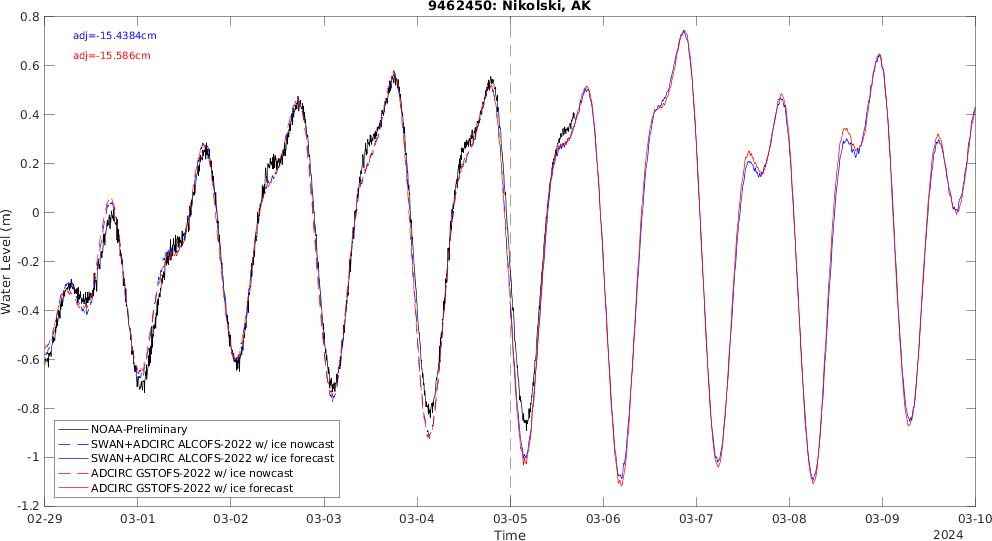 9462450: Nikolski, AK
adj=-15.4384cm
adj=-15.586cm
0.8
0.6
0.4
0.2
0
-0.2
-0.4
-0.6
-0.8
-1
-1.2
Water Level (m)
NOAA-Preliminary
SWAN+ADCIRC ALCOFS-2022 w/ ice nowcast
SWAN+ADCIRC ALCOFS-2022 w/ ice forecast
ADCIRC GSTOFS-2022 w/ ice nowcast
ADCIRC GSTOFS-2022 w/ ice forecast
02-29 03-01 03-02 03-03 03-04 03-05 03-06 03-07 03-08 03-09 03-10
Time
2024